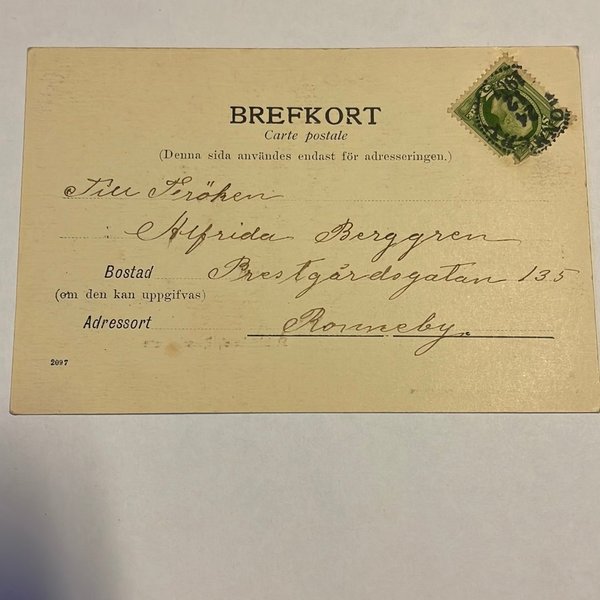 BREFKORT
Carte postale
(Denna sida användes endast för adresseringen.)
Till Fröken
Alfrida Berggren
Bostad Prestgårdsgatan 135
(om den kan uppgifvas)
Adressort Ronneby.
2097